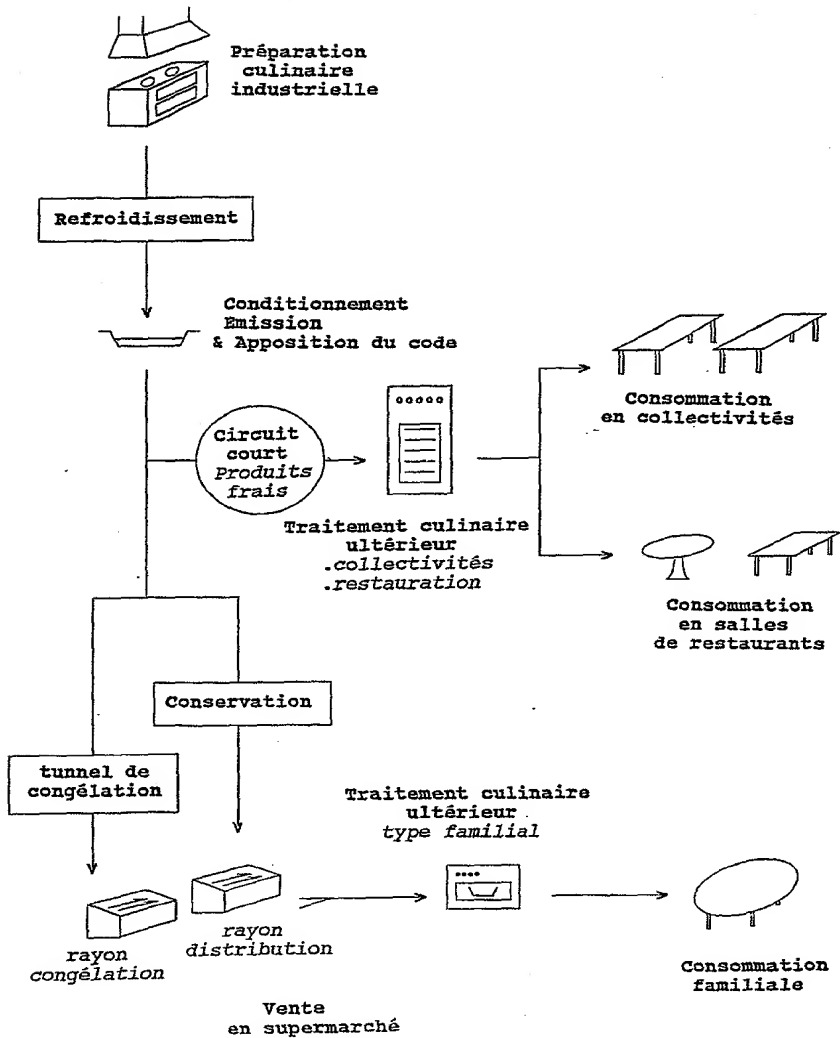 Préparation
culinaire
industrielle
Refroidissement
Conditionnement
Emission
& Apposition du code
Circuit
court
Produits
frais
Traitement culinaire
ultérieur
.collectivités
.restauration
Consommation
en collectivités
Consommation
en salles
de restaurants
Conservation
tunnel de
congélation
Traitement culinaire
ultérieur
type familial
rayon
congélation
rayon
distribution
Vente
en supermarché
Consommation
familiale